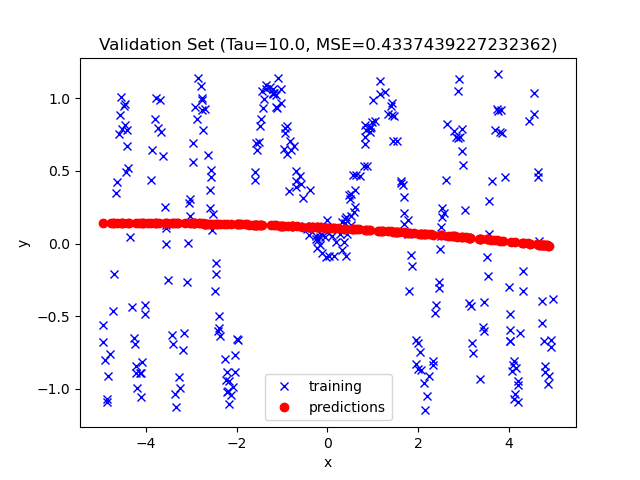 Validation Set (Tau=10.0, MSE=0.4337439227232362)
1.0
0.5
0.0
−0.5
−1.0
y
training
predictions
−4
−2
0
2
4
x